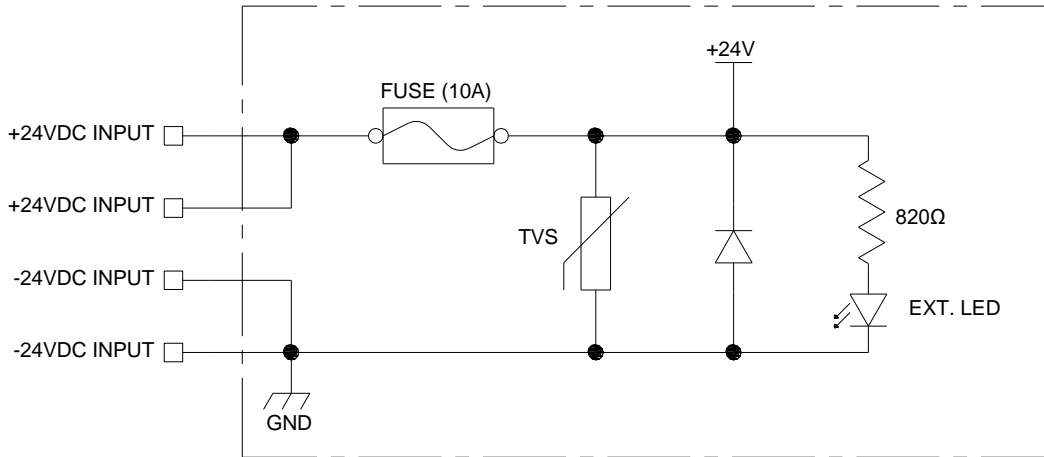 +24V
FUSE (10A)
+24VDC INPUT
+24VDC INPUT
820Ω
TVS
-24VDC INPUT
EXT. LED
-24VDC INPUT
GND